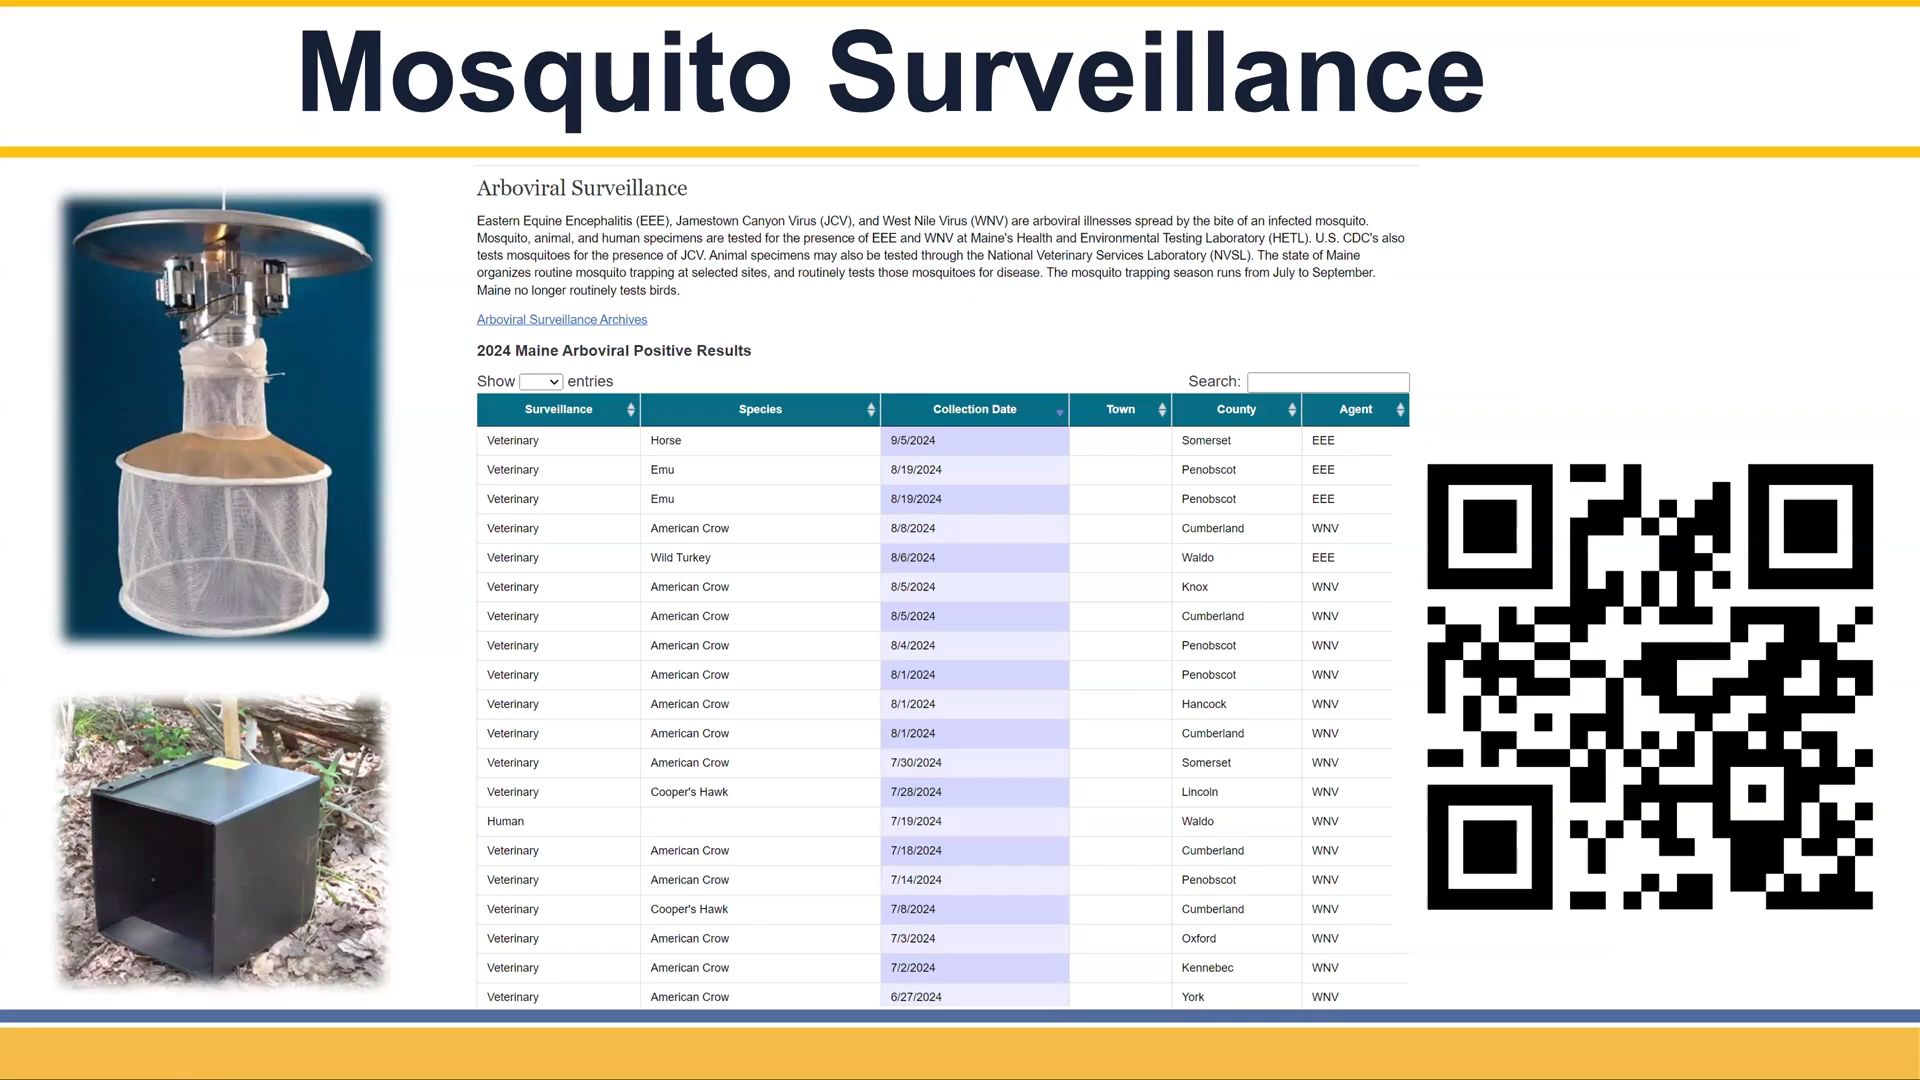 Mosquito Surveillance
Arboviral Surveillance
Eastern Equine Encephalitis (EEE), Jamestown Canyon Virus (JCV), and West Nile Virus (WNV) are arboviral illnesses spread by the bite of an infected mosquito.
Mosquito, animal, and human specimens are tested for the presence of EEE and WNV at Maine's Health and Environmental Testing Laboratory (HETL). U.S. CDC's also
tests mosquitoes for the presence of JCV. Animal specimens may also be tested through the National Veterinary Services Laboratory (NVSL). The state of Maine
organizes routine mosquito trapping at selected sites, and routinely tests those mosquitoes for disease. The mosquito trapping season runs from July to September.
Maine no longer routinely tests birds.
Arboviral Surveillance Archives
2024 Maine Arboviral Positive Results
Show entries Search:
Surveillance Species Collection Date Town County Agent
Veterinary Horse 9/5/2024 Somerset EEE
Veterinary Emu 8/19/2024 Penobscot EEE
Veterinary Emu 8/19/2024 Penobscot EEE
Veterinary American Crow 8/8/2024 Cumberland WNV
Veterinary Wild Turkey 8/6/2024 Waldo EEE
Veterinary American Crow 8/5/2024 Knox WNV
Veterinary American Crow 8/5/2024 Cumberland WNV
Veterinary American Crow 8/4/2024 Penobscot WNV
Veterinary American Crow 8/1/2024 Penobscot WNV
Veterinary American Crow 8/1/2024 Hancock WNV
Veterinary American Crow 8/1/2024 Cumberland WNV
Veterinary American Crow 7/30/2024 Somerset WNV
Veterinary Cooper's Hawk 7/28/2024 Lincoln WNV
Human 7/19/2024 Waldo WNV
Veterinary American Crow 7/18/2024 Cumberland WNV
Veterinary American Crow 7/14/2024 Penobscot WNV
Veterinary Cooper's Hawk 7/8/2024 Cumberland WNV
Veterinary American Crow 7/3/2024 Oxford WNV
Veterinary American Crow 7/2/2024 Kennebec WNV
Veterinary American Crow 6/27/2024 York WNV